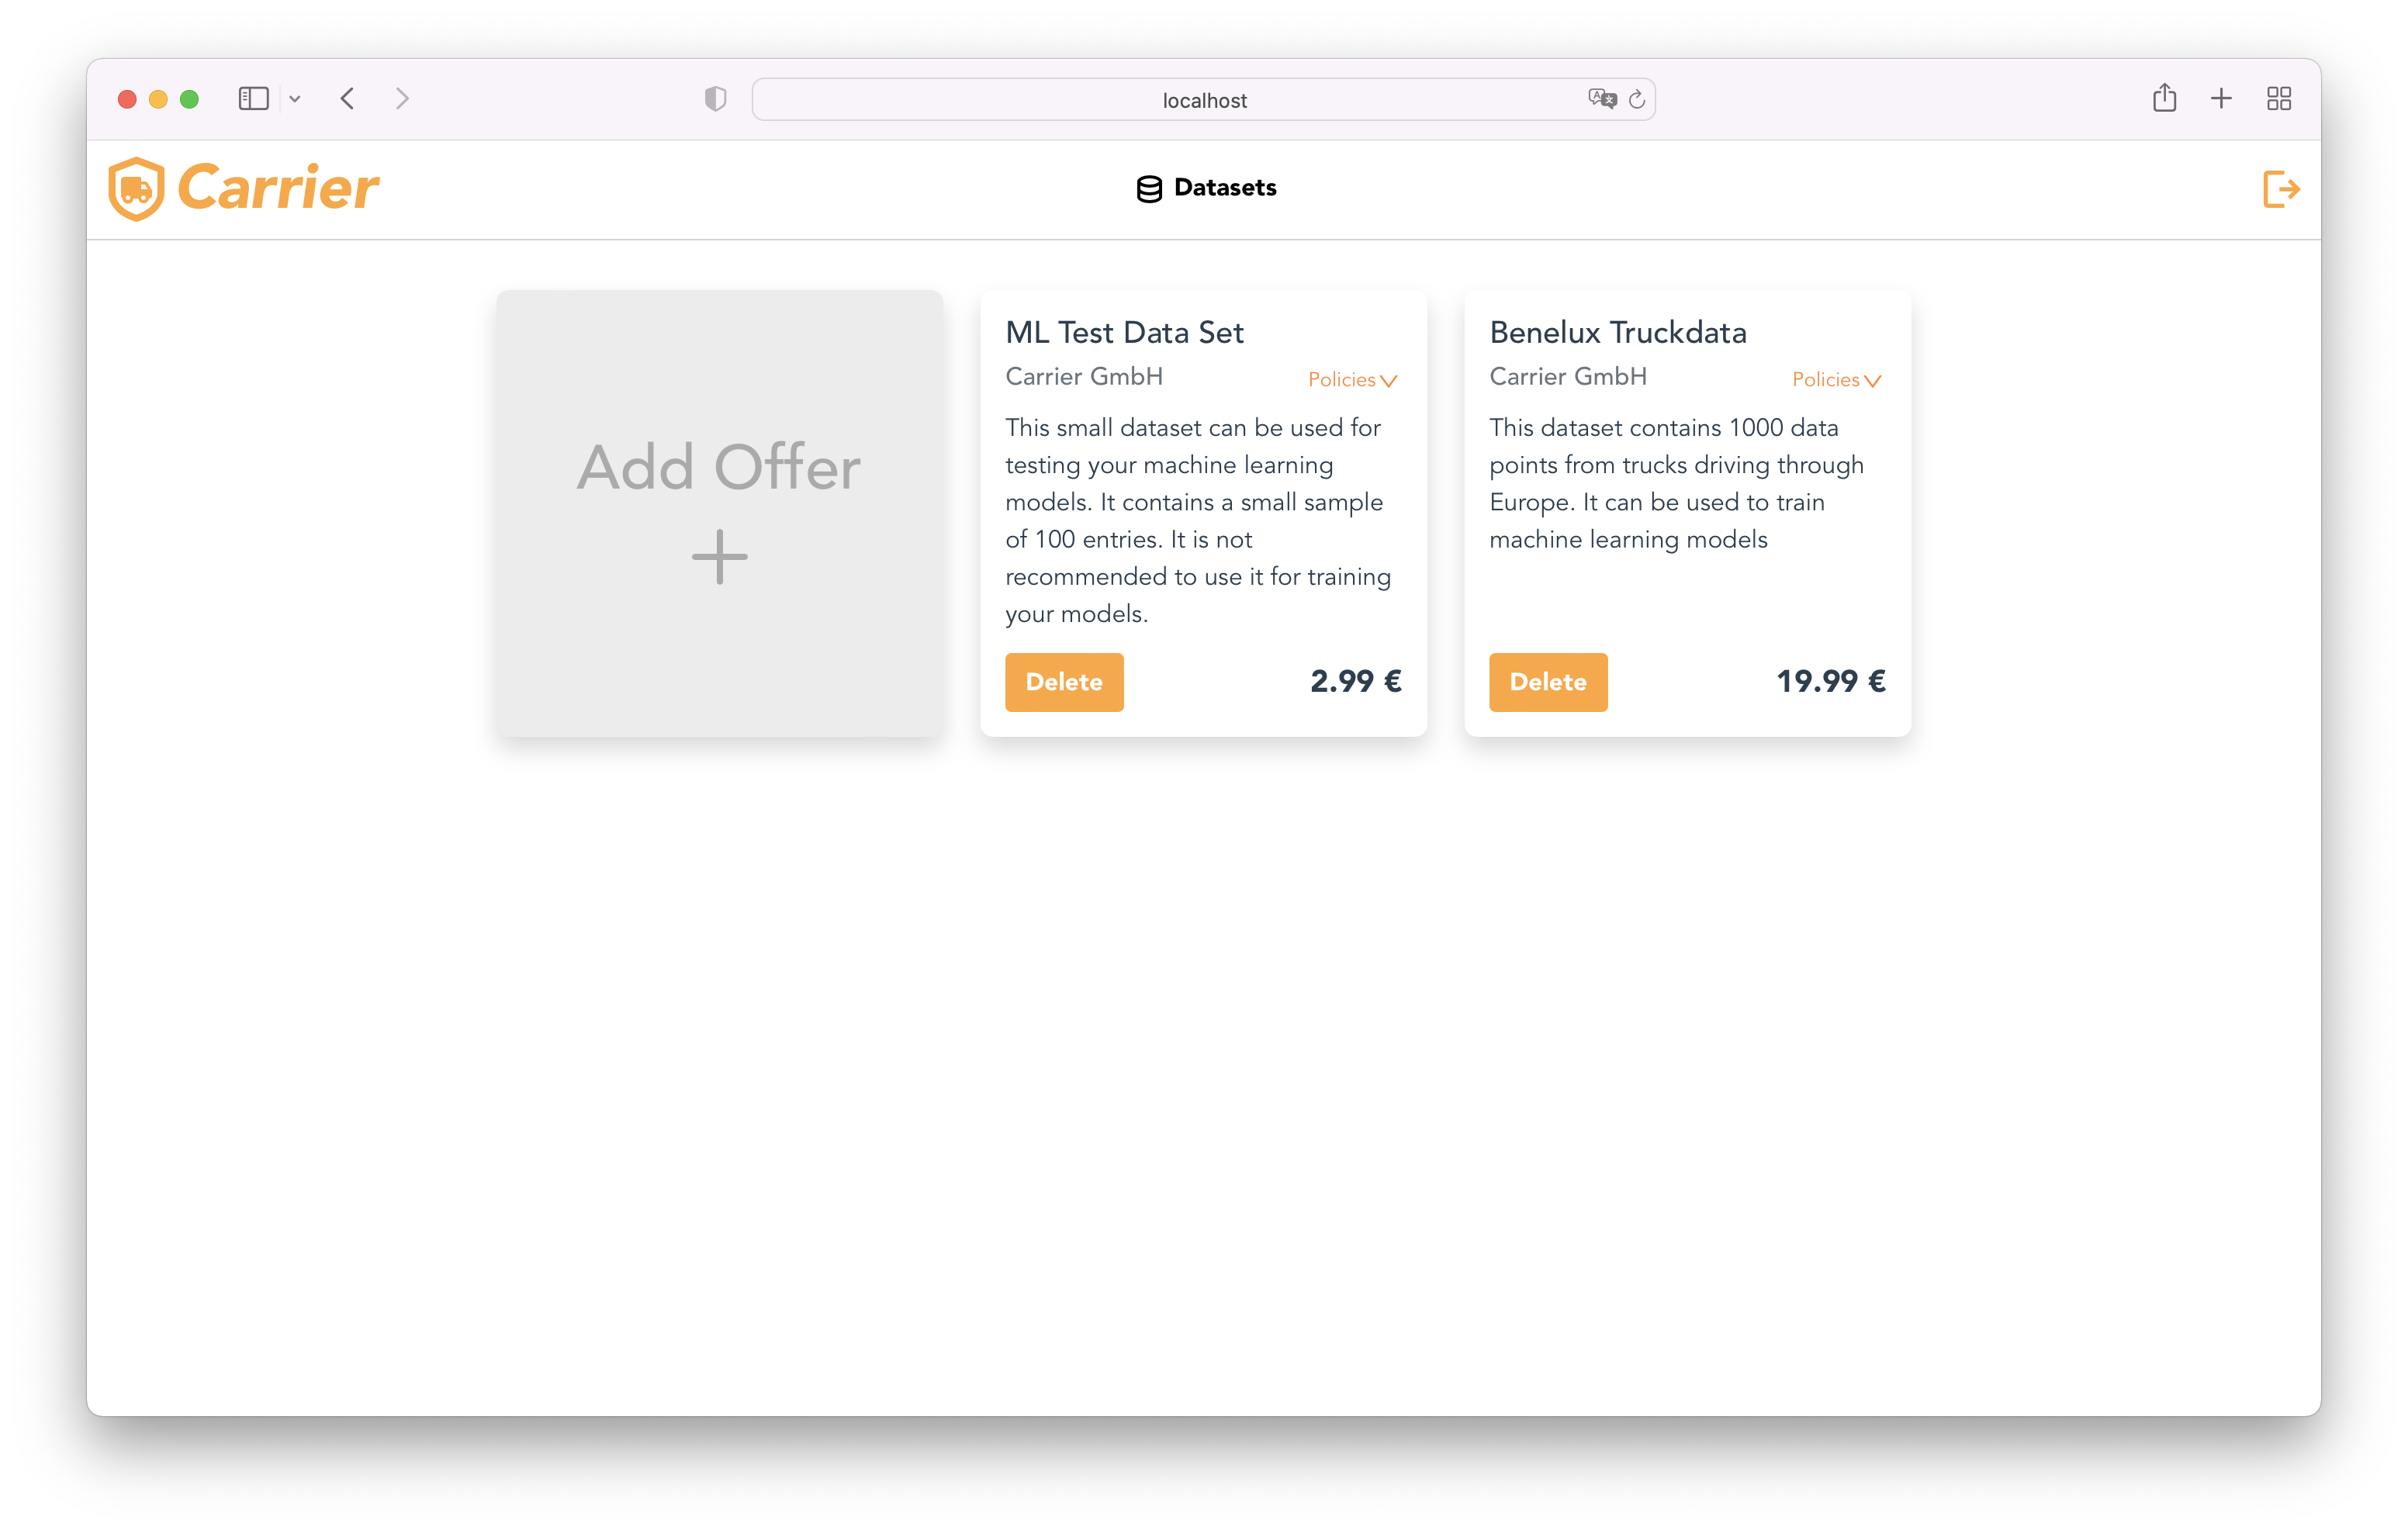 localhost
Carrier
Datasets
Add Offer
ML Test Data Set
Carrier GmbH
Policies
This small dataset can be used for
testing your machine learning
models. It contains a small sample
of 100 entries. It is not
recommended to use it for training
your models.
Delete
2.99 €
Benelux Truckdata
Carrier GmbH
Policies
This dataset contains 1000 data
points from trucks driving through
Europe. It can be used to train
machine learning models
Delete
19.99 €